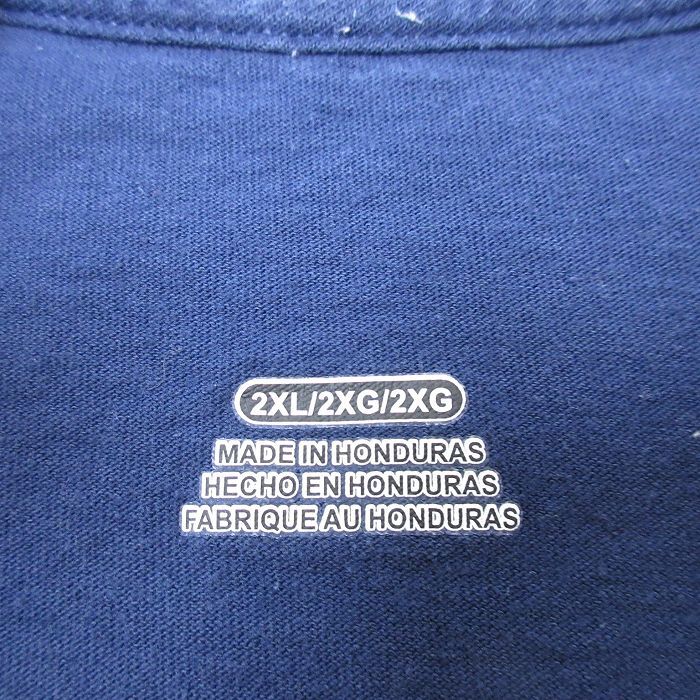 2XL/2XG/2XG
MADE IN HONDURAS
HECHO EN HONDURAS
FABRIQUE AU HONDURAS